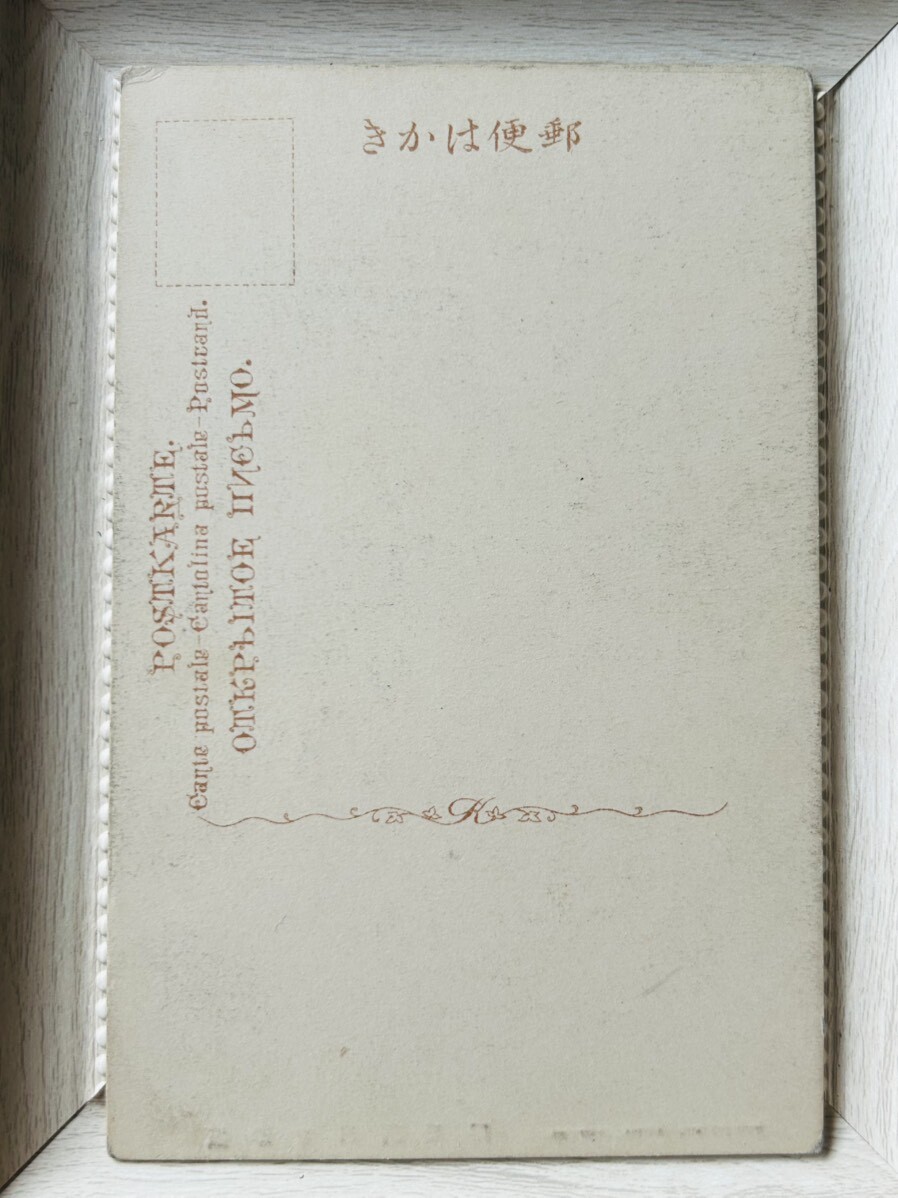 きかは便郵
POSTKARTE.
Carte postale-Cartolina postale-Postcard.
ОТКРЫТОЕ ПИСЬМО.
K